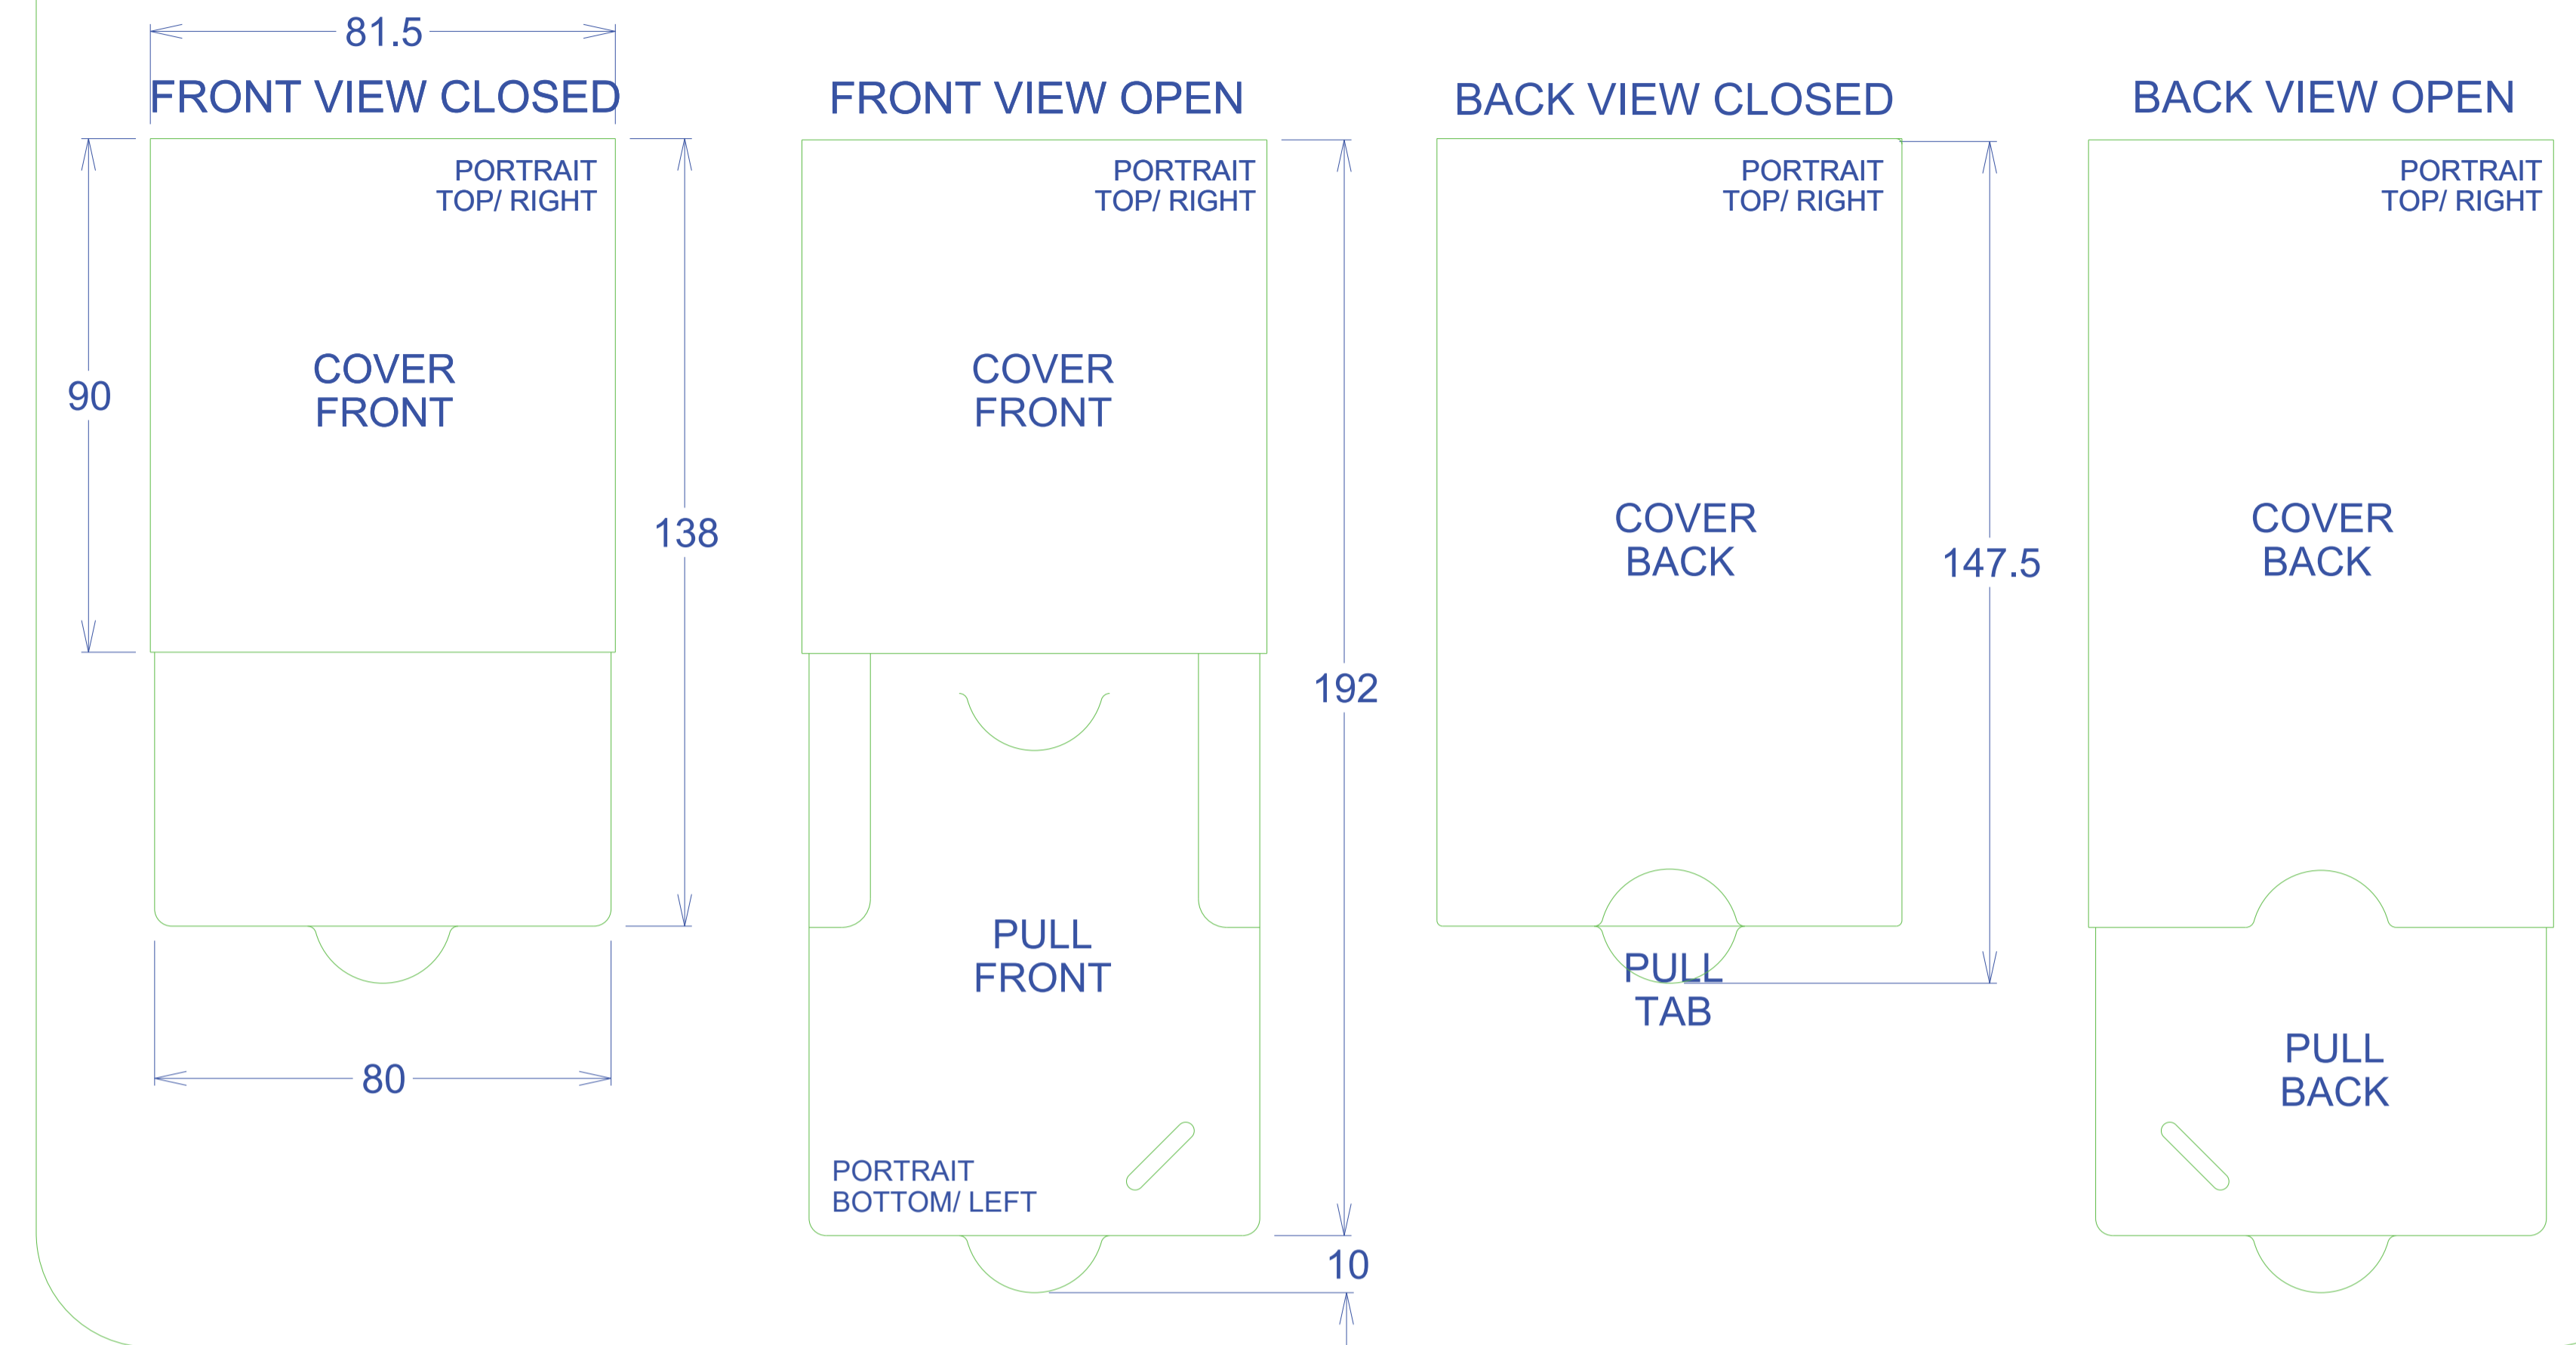 81.5
FRONT VIEW CLOSED
PORTRAIT
TOP/ RIGHT
COVER
FRONT
90
138
80
FRONT VIEW OPEN
PORTRAIT
TOP/ RIGHT
COVER
FRONT
192
PULL
FRONT
PORTRAIT
BOTTOM/ LEFT
10
BACK VIEW CLOSED
PORTRAIT
TOP/ RIGHT
COVER
BACK
147.5
PULL
TAB
BACK VIEW OPEN
PORTRAIT
TOP/ RIGHT
COVER
BACK
PULL
BACK